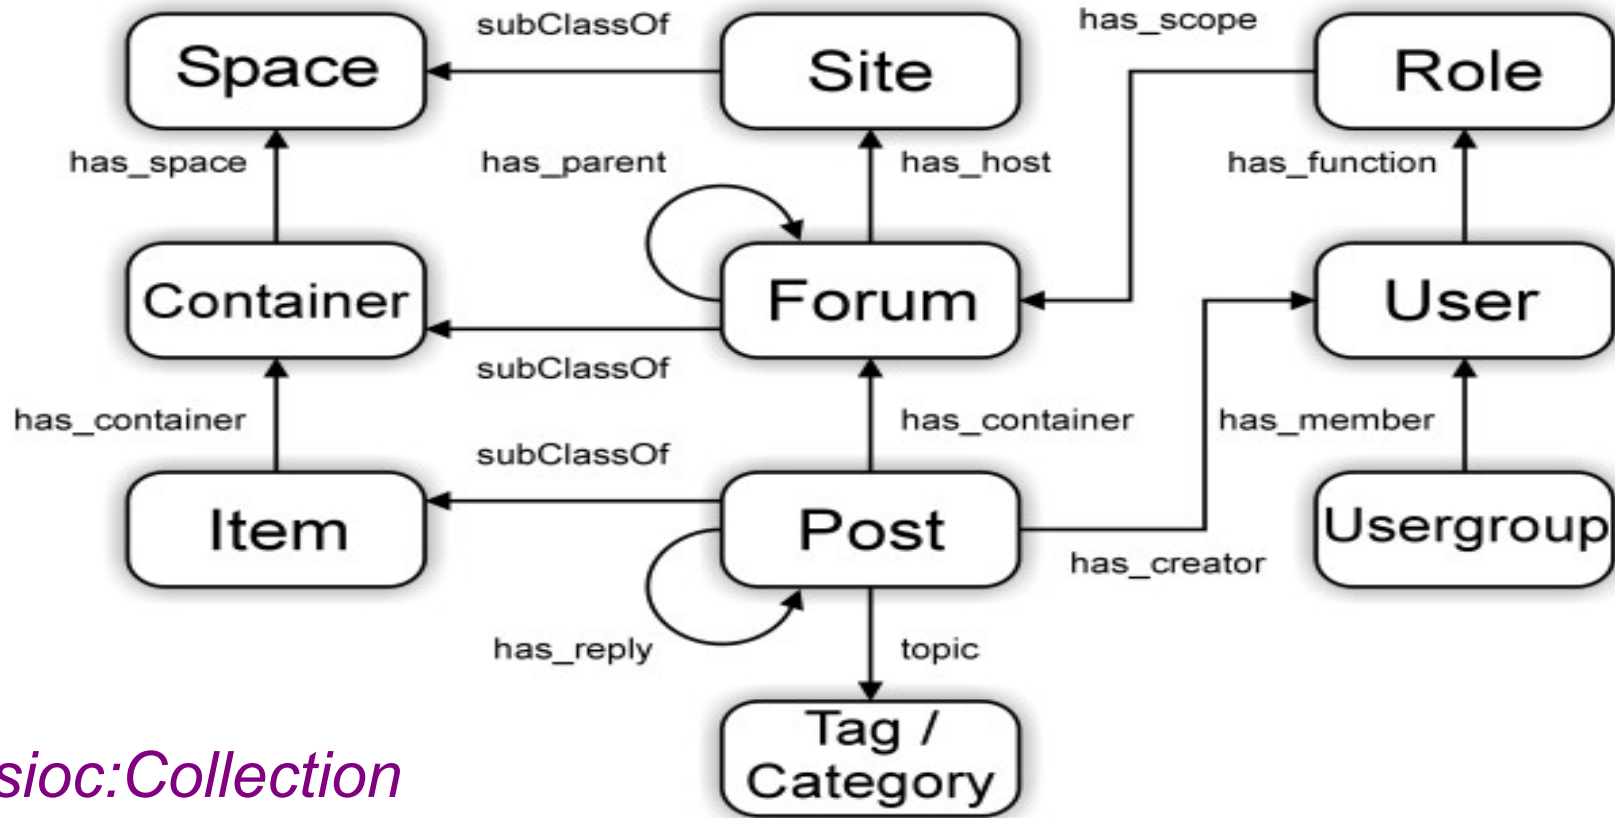 subClassOf
has_scope
Space
Site
Role
has_space
has_parent
has_host
has_function
Container
Forum
User
subClassOf
has_container
has_container
has_member
subClassOf
Item
Post
Usergroup
has_creator
has_reply
topic
Tag /
Category
sioc:Collection